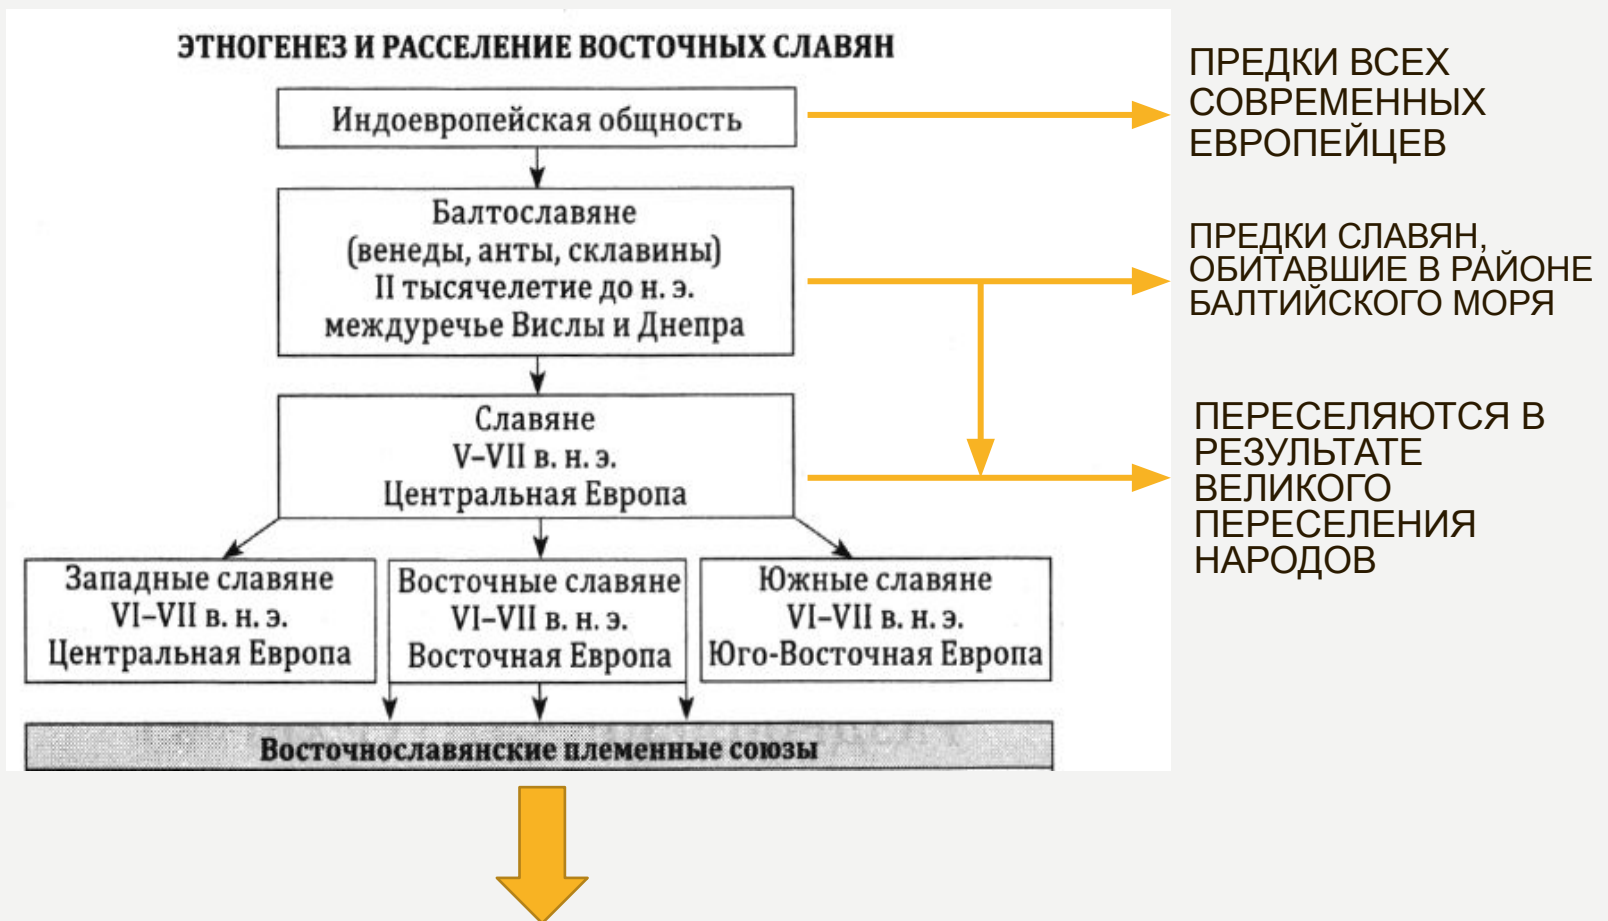 ЭТНОГЕНЕЗ И РАССЕЛЕНИЕ ВОСТОЧНЫХ СЛАВЯН
Индоевропейская общность
ПРЕДКИ ВСЕХ
СОВРЕМЕННЫХ
ЕВРОПЕЙЦЕВ
Балтославяне
(венеды, анты, склавины)
II тысячелетие до н. э.
междуречье Вислы и Днепра
ПРЕДКИ СЛАВЯН,
ОБИТАВШИЕ В РАЙОНЕ
БАЛТИЙСКОГО МОРЯ
Славяне
V–VII в. н. э.
Центральная Европа
ПЕРЕСЕЛЯЮТСЯ В
РЕЗУЛЬТАТЕ
ВЕЛИКОГО
ПЕРЕСЕЛЕНИЯ
НАРОДОВ
Западные славяне
VI–VII в. н. э.
Центральная Европа
Восточные славяне
VI–VII в. н. э.
Восточная Европа
Южные славяне
VI–VII в. н. э.
Юго-Восточная Европа
Восточнославянские племенные союзы